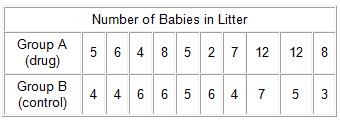 Number of Babies in Litter
Group A 5 6 4 8 5 2 7 12 12 8
(drug)
Group B 4 4 6 6 5 6 4 7 5 3
(control)